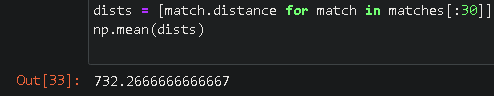 dists = [match.distance for match in matches[:30]]
np.mean(dists)
Out[33]: 732.2666666666667